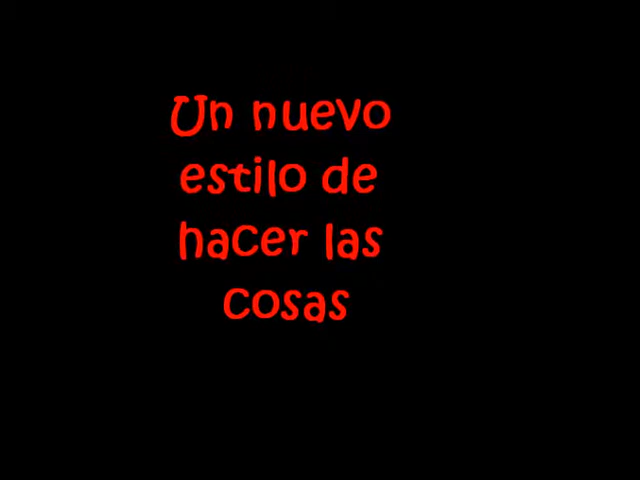 Un nuevo
estilo de
hacer las
cosas